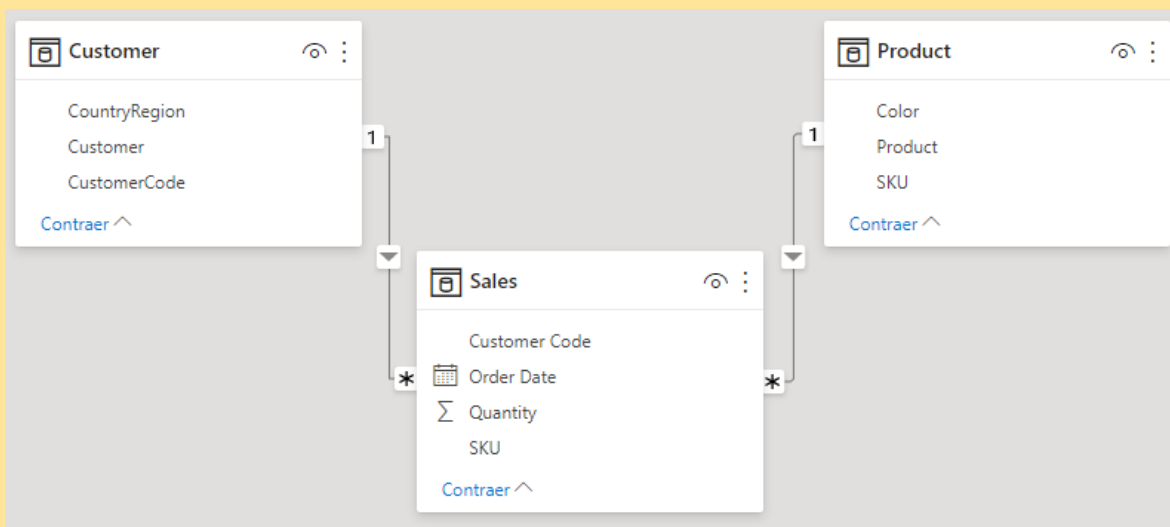 Customer
CountryRegion
Customer
CustomerCode
Contraer
1
Product
Color
Product
SKU
Contraer
1
Sales
Customer Code
Order Date
Σ Quantity
SKU
Contraer
*
*